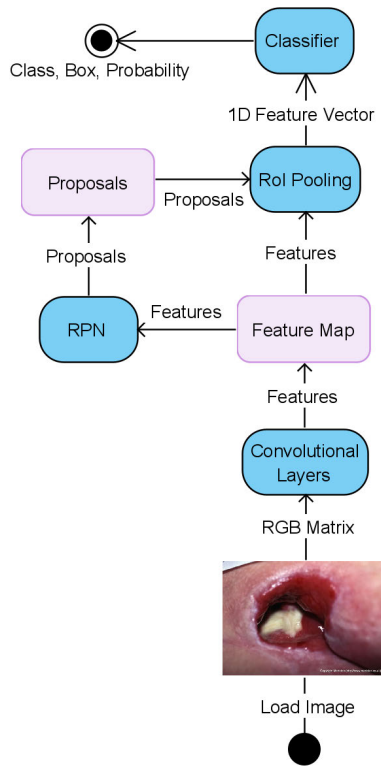 Classifier
Class, Box, Probability
1D Feature Vector
Proposals
RoI Pooling
Proposals
Proposals
Features
RPN
Features
Feature Map
Features
Convolutional
Layers
RGB Matrix
Load Image